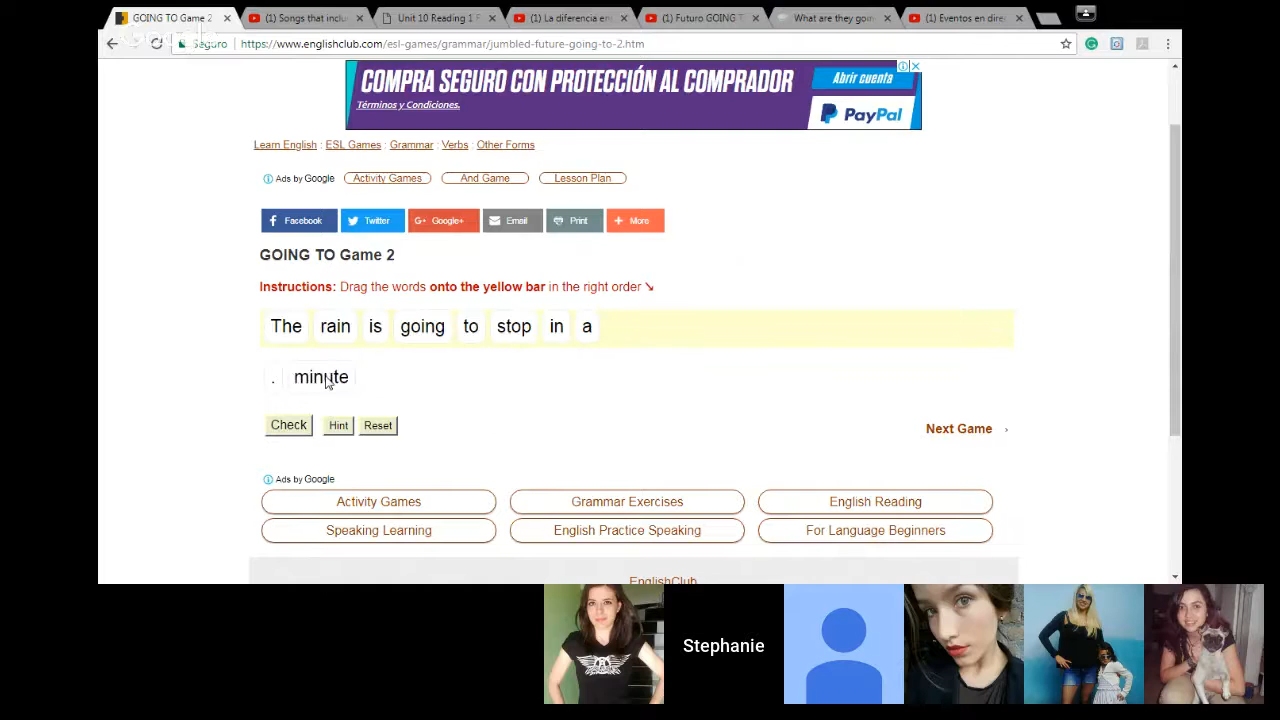 GOING TO Game 2
(1) Songs that inclu
Unit 10 Reading 1 F
(1) La diferencia en
(1) Futuro GOING T
What are they goin
(1) Eventos en dire
Seguro
https://www.englishclub.com/esl-games/grammar/jumbled-future-going-to-2.htm
COMPRA SEGURO CON PROTECCIÓN AL COMPRADOR
Abrir cuenta
Términos y Condiciones.
PayPal
Learn English : ESL Games : Grammar : Verbs : Other Forms
Ads by Google Activity Games And Game Lesson Plan
Facebook Twitter G+ Google+ Email Print + More
GOING TO Game 2
Instructions: Drag the words onto the yellow bar in the right order ↘
The rain is going to stop in a
. minute
Check Hint Reset
Next Game ›
Ads by Google
Activity Games Grammar Exercises English Reading
Speaking Learning English Practice Speaking For Language Beginners
EnglishClub
Stephanie